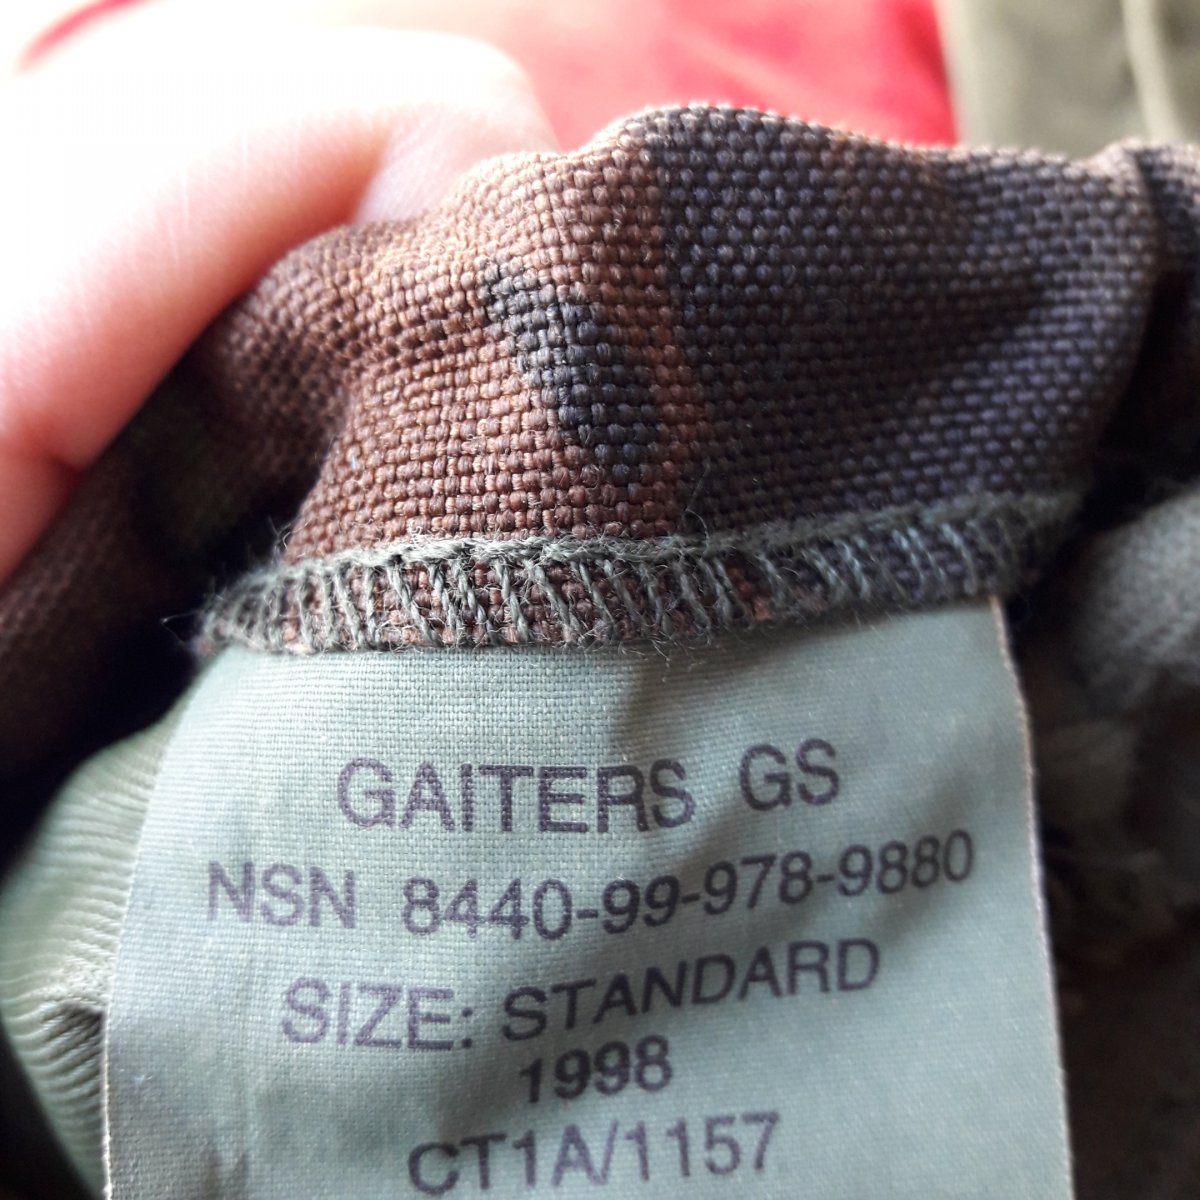 GAITERS GS
NSN 8440-99-978-9880
SIZE: STANDARD
1998
CT1A/1157